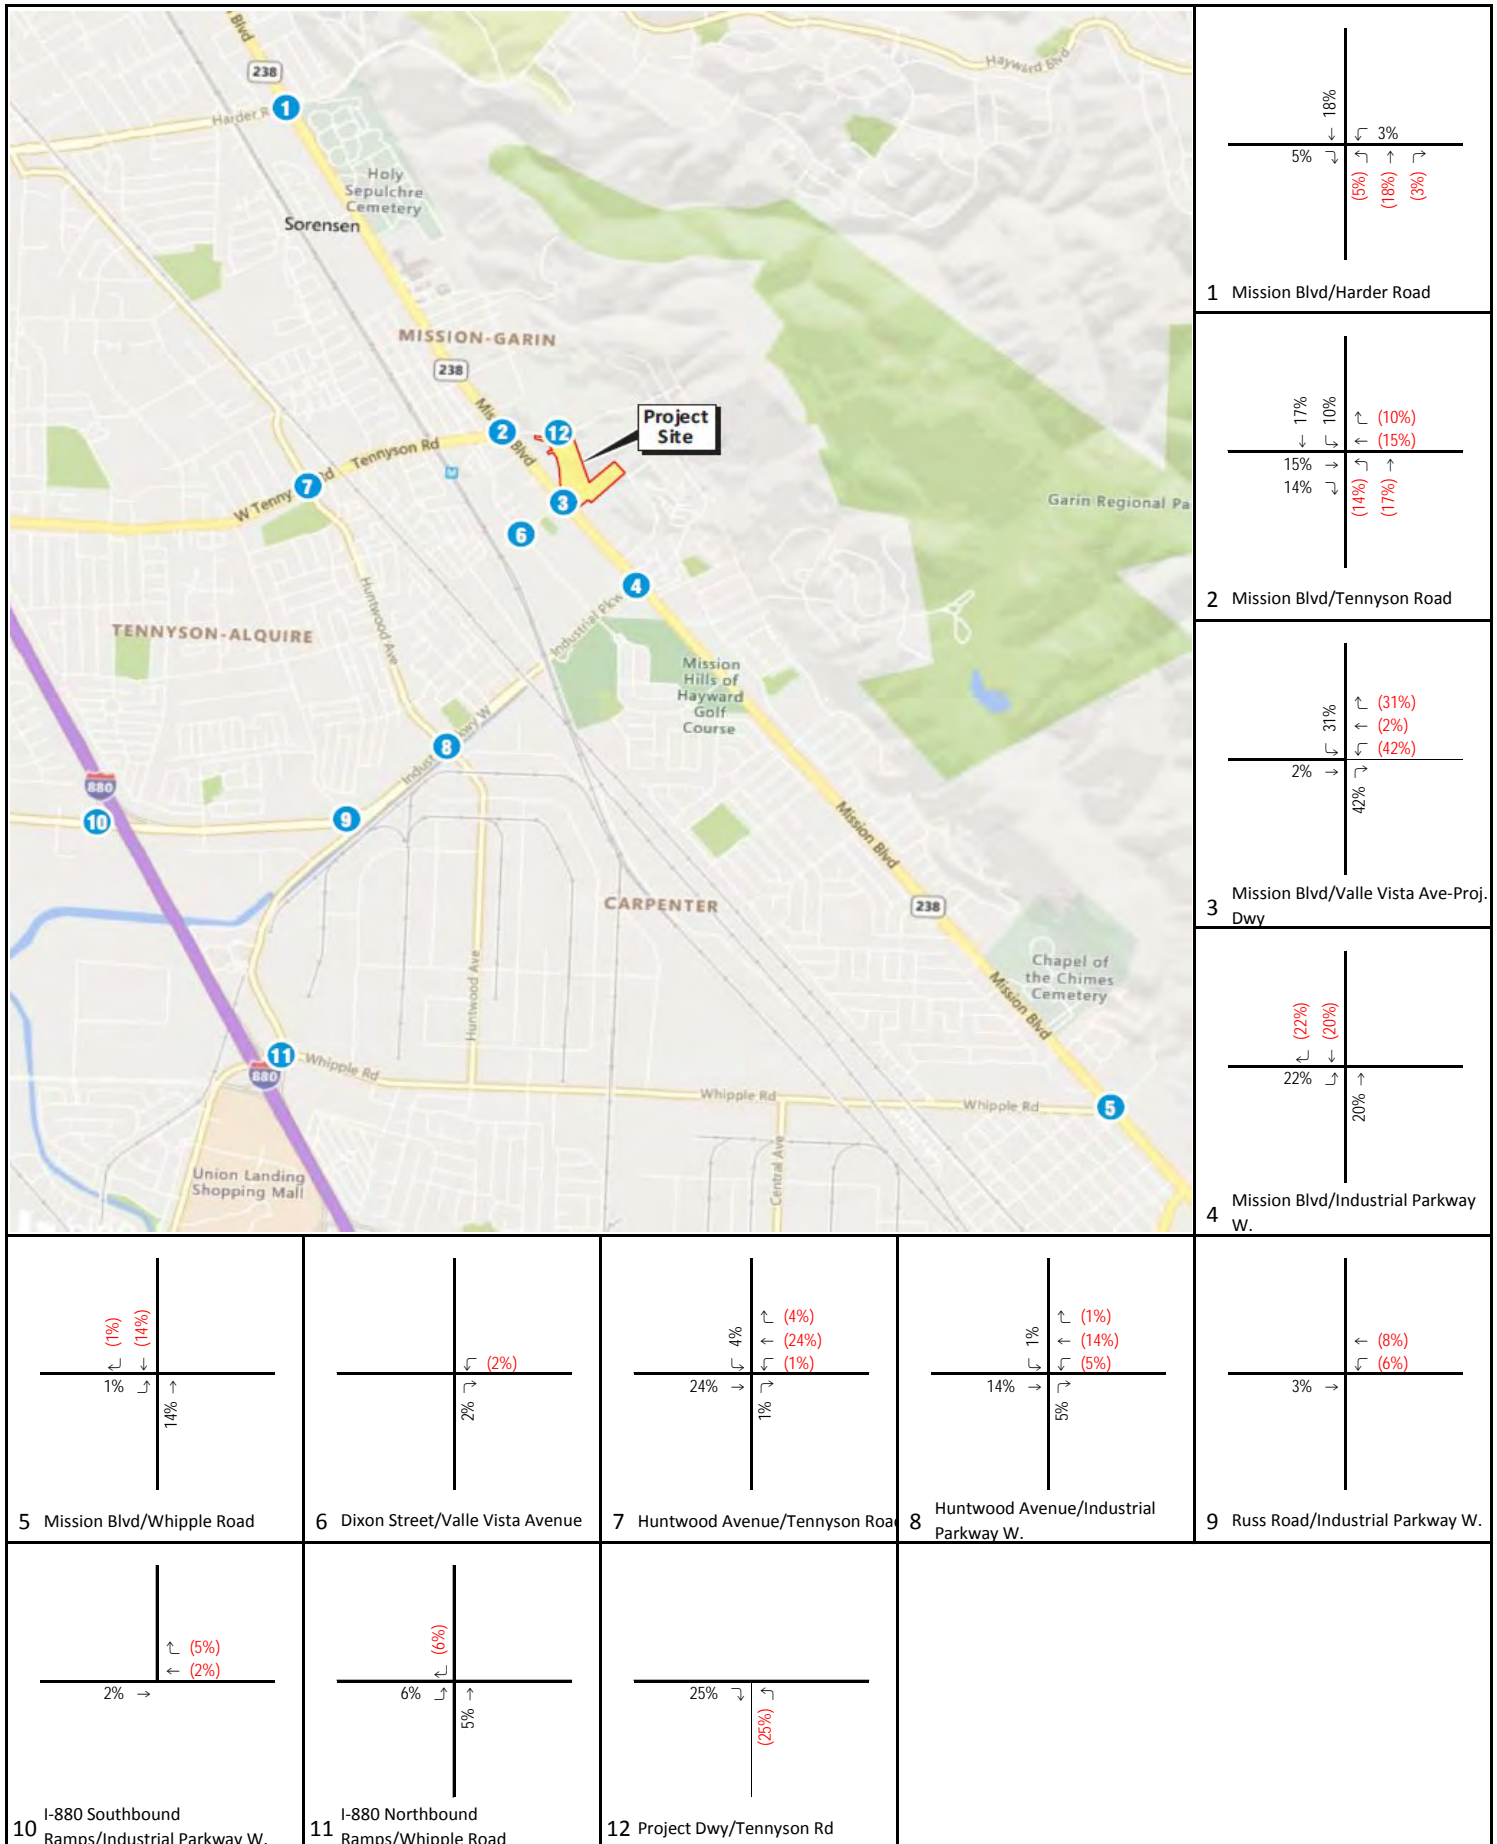 Blvd
238
1
Harder R
Hayward Blvd
Holy
Sepulchre
Cemetery
Sorensen
MISSION-GARIN
238
Mis
Blvd
2
12
Project
Site
Tennyson Rd
W Tenny
d
7
M
3
6
Garin Regional Pa
4
Industrial Pkw
Huntwood Ave
TENNYSON-ALQUIRE
Mission
Hills of
Hayward
Golf
Course
8
Indust
kwy W
880
10
9
Mission Blvd
CARPENTER
238
Chapel of
the Chimes
Cemetery
Huntwood Ave
Mission Blvd
11
Whipple Rd
880
Whipple Rd
Whipple Rd
5
Central Ave
Union Landing
Shopping Mall
18%
↓ 3%
5% (5%) (18%) (3%)
1 Mission Blvd/Harder Road
17% 10% (10%)
(15%)
15%
14% (14%) (17%)
2 Mission Blvd/Tennyson Road
31% (31%)
(2%)
(42%)
2%
42%
3 Mission Blvd/Valle Vista Ave-Proj.
Dwy
(22%) (20%)
22%
20%
4 Mission Blvd/Industrial Parkway
W.
(1%) (14%)
1%
14%
5 Mission Blvd/Whipple Road
(2%)
2%
6 Dixon Street/Valle Vista Avenue
4% (4%)
(24%)
(1%)
24%
1%
7 Huntwood Avenue/Tennyson Road
1% (1%)
(14%)
(5%)
14%
5%
8 Huntwood Avenue/Industrial
Parkway W.
(8%)
(6%)
3%
9 Russ Road/Industrial Parkway W.
(5%)
(2%)
2%
10 I-880 Southbound
Ramps/Industrial Parkway W.
(6%)
6%
5%
11 I-880 Northbound
Ramps/Whipple Road
25%
(25%)
12 Project Dwy/Tennyson Rd